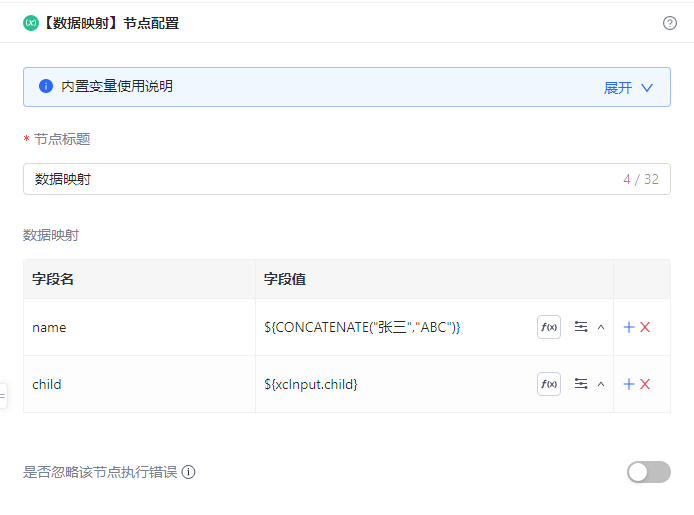 【数据映射】节点配置
内置变量使用说明 展开
* 节点标题
数据映射 4 / 32
数据映射
字段名 字段值
name ${CONCATENATE("张三","ABC")} f(x)
child ${xcInput.child} f(x)
是否忽略该节点执行错误